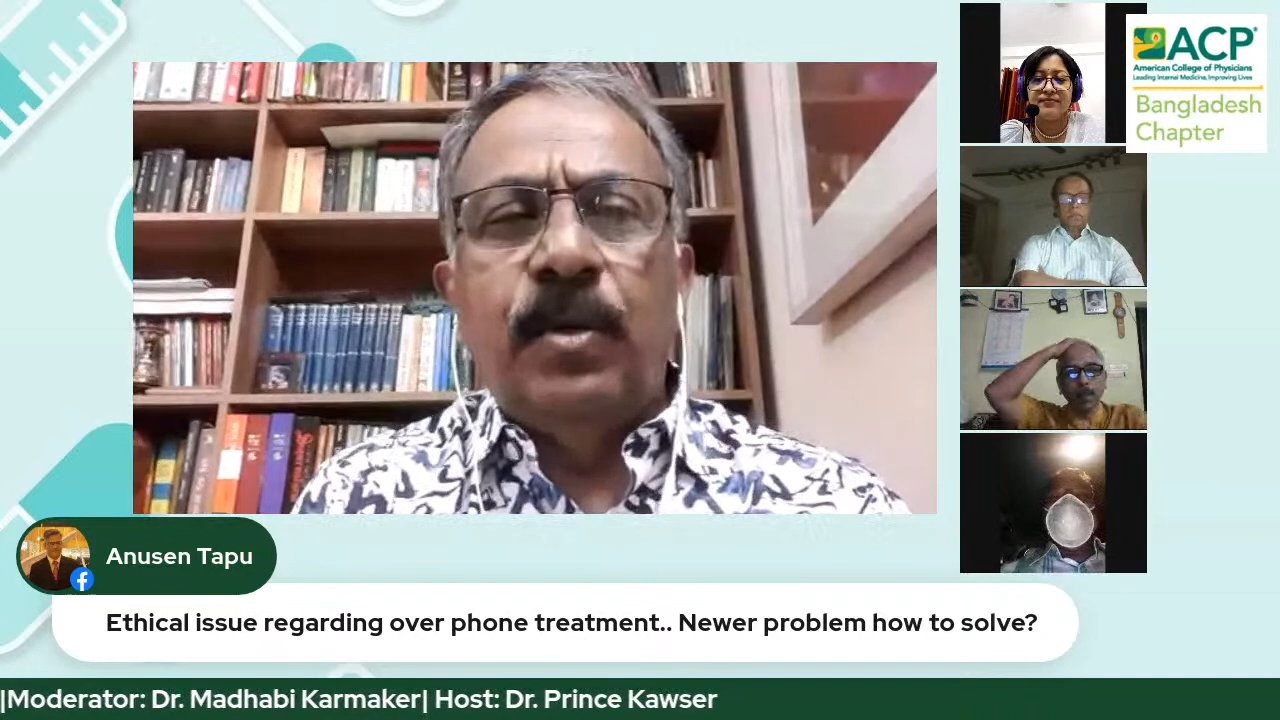 ACP
American College of Physicians
Leading Internal Medicine, Improving Lives
Bangladesh
Chapter
Anusen Tapu
Ethical issue regarding over phone treatment.. Newer problem how to solve?
|Moderator: Dr. Madhabi Karmaker| Host: Dr. Prince Kawser